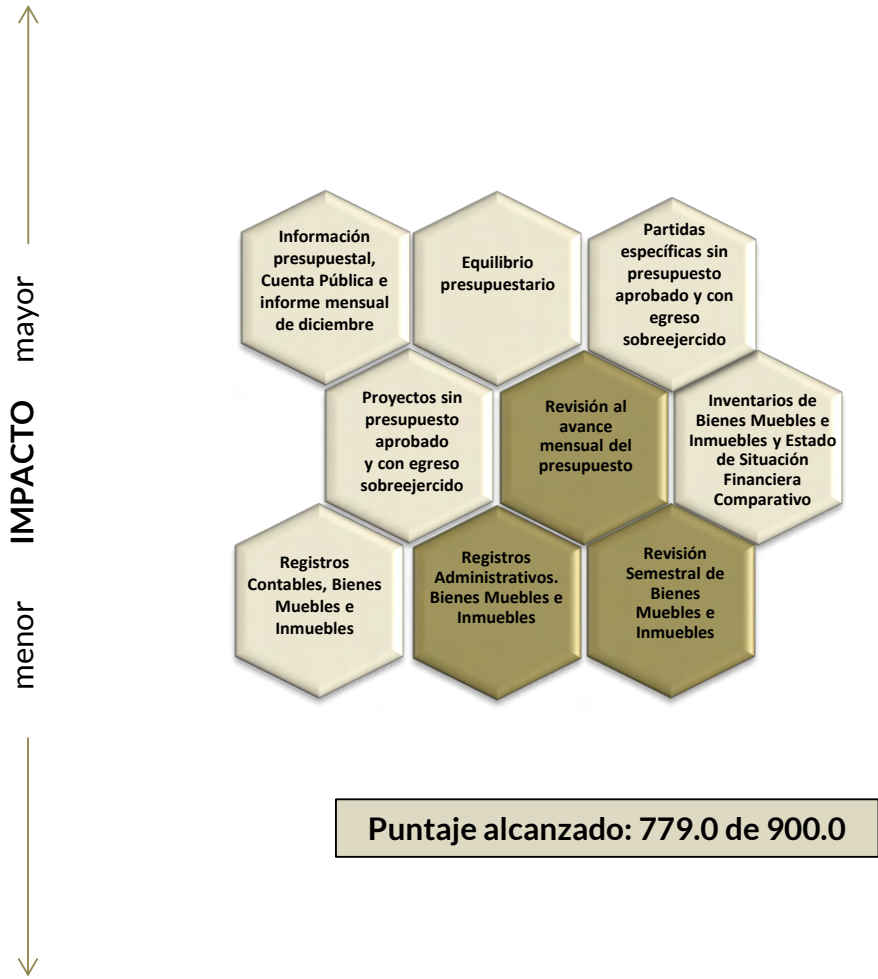 mayor
IMPACTO
menor
Información
presupuestal,
Cuenta Pública e
informe mensual
de diciembre
Equilibrio
presupuestario
Partidas
específicas sin
presupuesto
aprobado y con
egreso
sobreejercido
Proyectos sin
presupuesto
aprobado
y con egreso
sobreejercido
Revisión al
avance
mensual del
presupuesto
Inventarios de
Bienes Muebles e
Inmuebles y Estado
de Situación
Financiera
Comparativo
Registros
Contables, Bienes
Muebles e
Inmuebles
Registros
Administrativos.
Bienes Muebles e
Inmuebles
Revisión
Semestral de
Bienes
Muebles e
Inmuebles
Puntaje alcanzado: 779.0 de 900.0